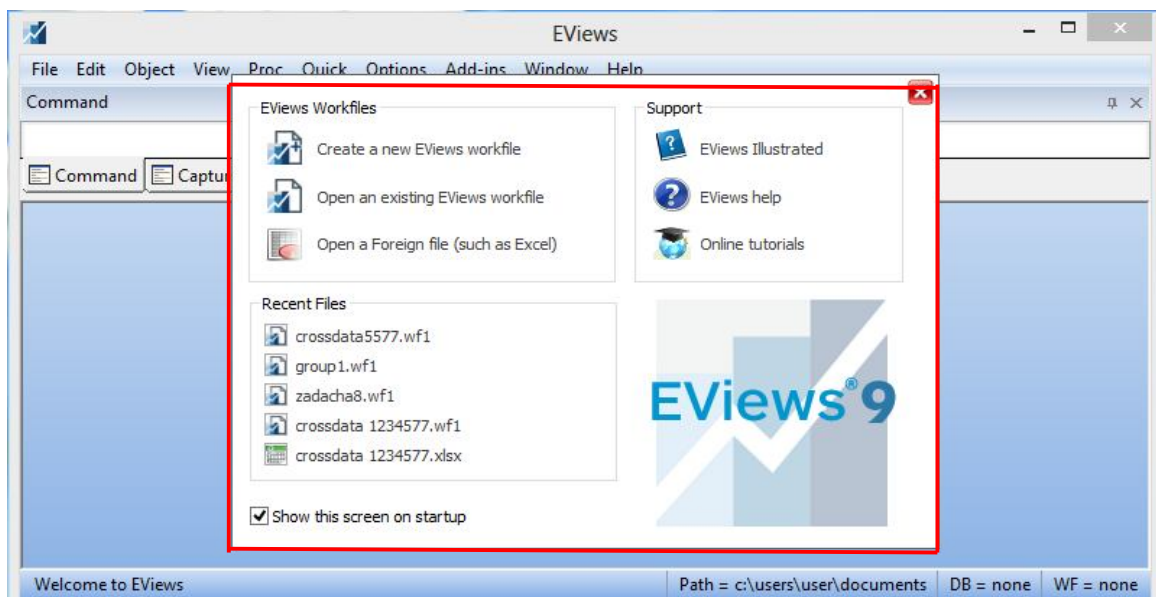 EViews
File Edit Object View Proc Quick Options Add-ins Window Help
Command
Command
EViews Workfiles
Create a new EViews workfile
Open an existing EViews workfile
Open a Foreign file (such as Excel)
Support
EViews Illustrated
EViews help
Online tutorials
Recent Files
crossdata5577.wf1
group1.wf1
zadacha8.wf1
crossdata 1234577.wf1
crossdata 1234577.xlsx
EViews®9
Show this screen on startup
Welcome to EViews
Path = c:\users\user\documents
DB = none
WF = none